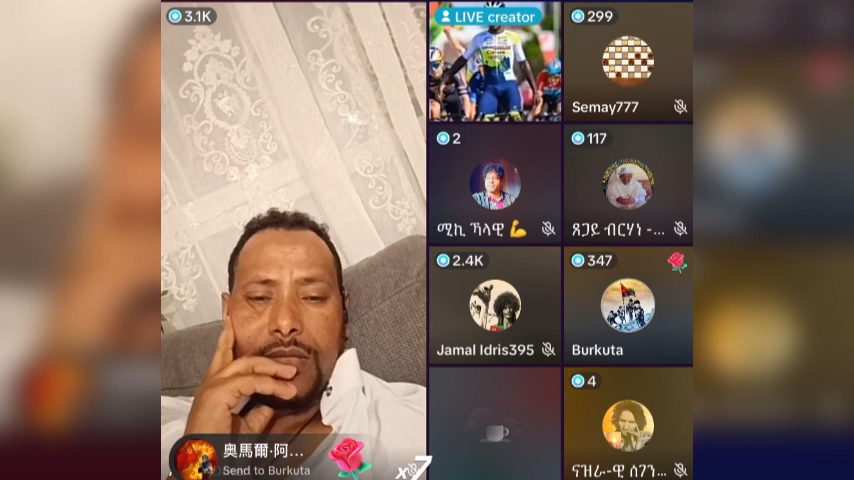 3.1K
LIVE creator
299
Semay777
2
ሚኪ ኻላዊ 💪
117
ጸጋይ ብርሃነ -...
2.4K
Jamal Idris395
347
Burkuta
4
ናዝራ-ዊ ሰገን...
奥馬爾·阿...
Send to Burkuta
x7